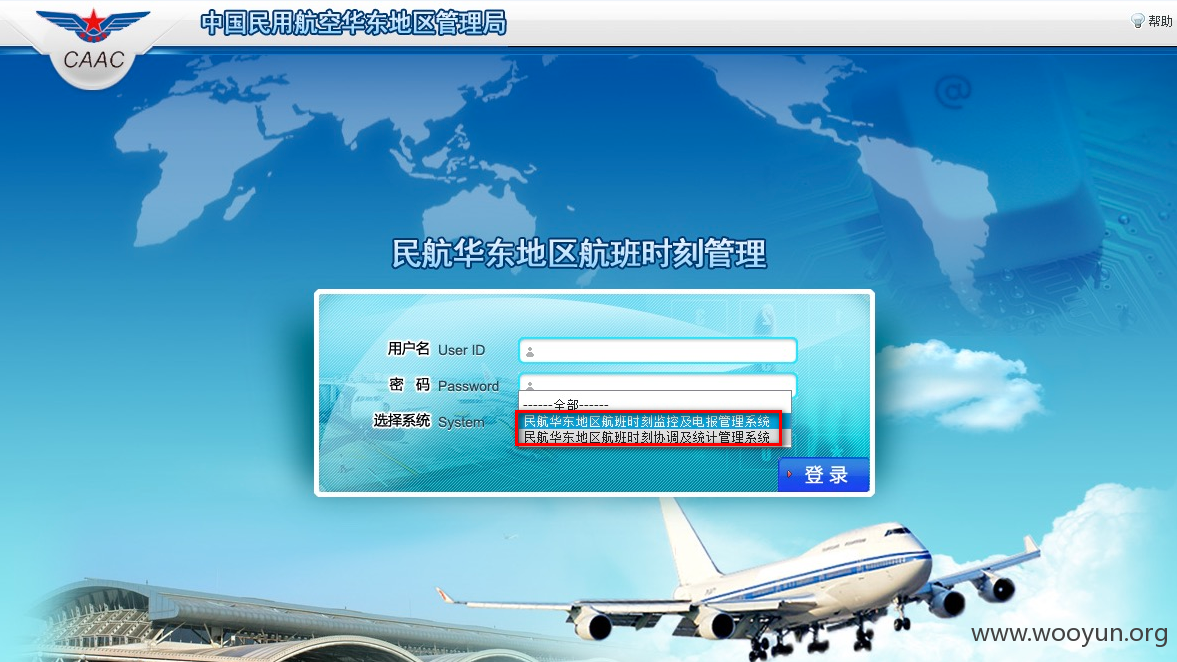 中国民用航空华东地区管理局
帮助
CAAC
@
民航华东地区航班时刻管理
用户名 User ID
密 码 Password
------全部------
选择系统 System
民航华东地区航班时刻监控及电报管理系统
民航华东地区航班时刻协调及统计管理系统
登录
www.wooyun.org